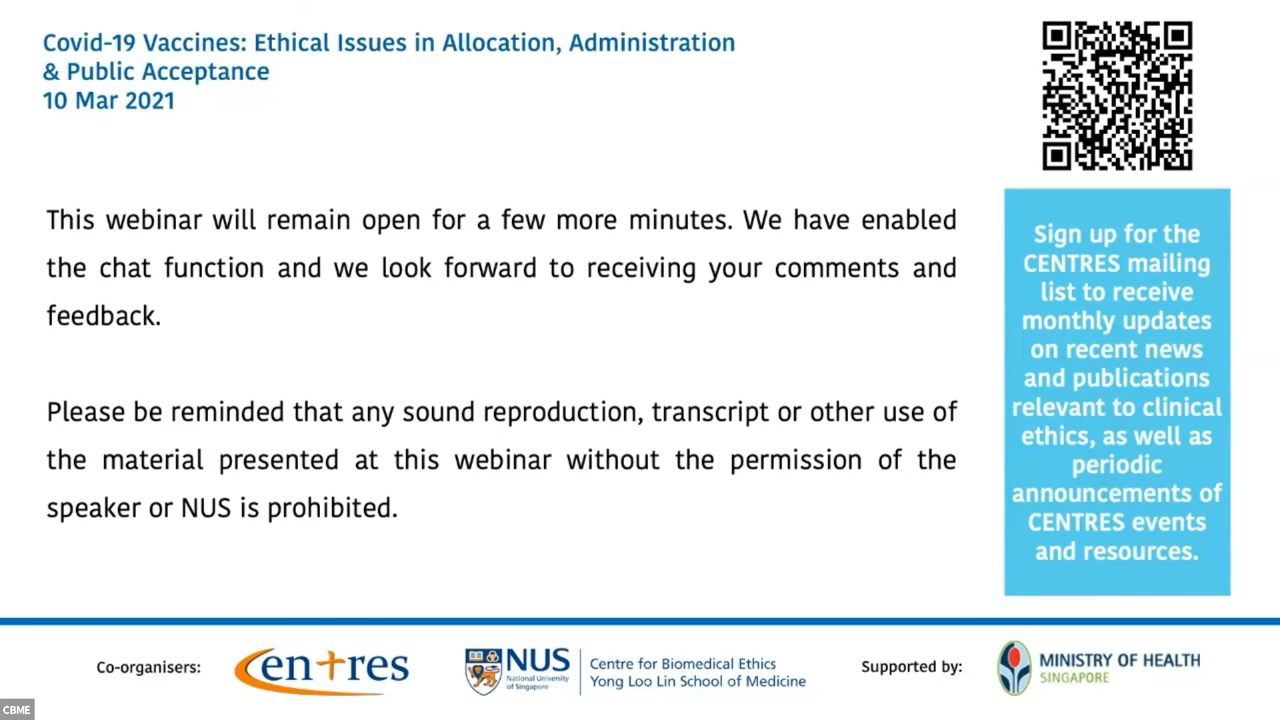 Covid-19 Vaccines: Ethical Issues in Allocation, Administration
& Public Acceptance
10 Mar 2021
This webinar will remain open for a few more minutes. We have enabled
the chat function and we look forward to receiving your comments and
feedback.
Please be reminded that any sound reproduction, transcript or other use of
the material presented at this webinar without the permission of the
speaker or NUS is prohibited.
Sign up for the
CENTRES mailing
list to receive
monthly updates
on recent news
and publications
relevant to clinical
ethics, as well as
periodic
announcements of
CENTRES events
and resources.
Co-organisers:
Centres
NUS
National University
of Singapore
Centre for Biomedical Ethics
Yong Loo Lin School of Medicine
Supported by:
MINISTRY OF HEALTH
SINGAPORE
CBME